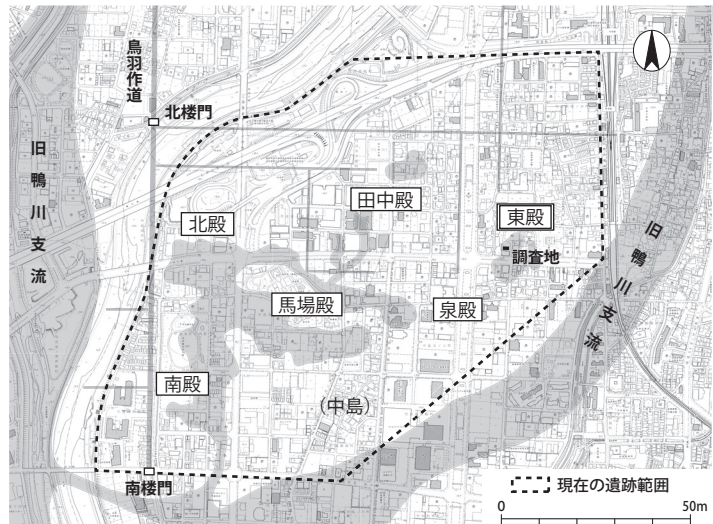 鳥羽作道
北楼門
旧鴨川支流
田中殿
北殿
東殿
調査地
旧鴨川支流
馬場殿
泉殿
南殿
(中島)
南楼門
現在の遺跡範囲
0 50m